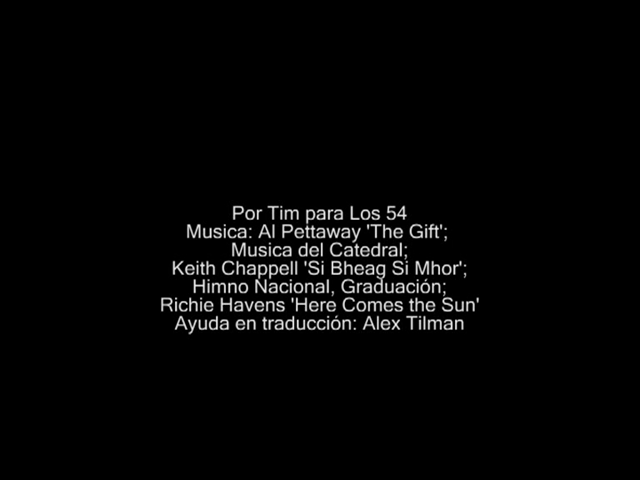 Por Tim para Los 54
Musica: Al Pettaway 'The Gift';
Musica del Catedral;
Keith Chappell 'Si Bheag Si Mhor';
Himno Nacional, Graduación;
Richie Havens 'Here Comes the Sun'
Ayuda en traducción: Alex Tilman